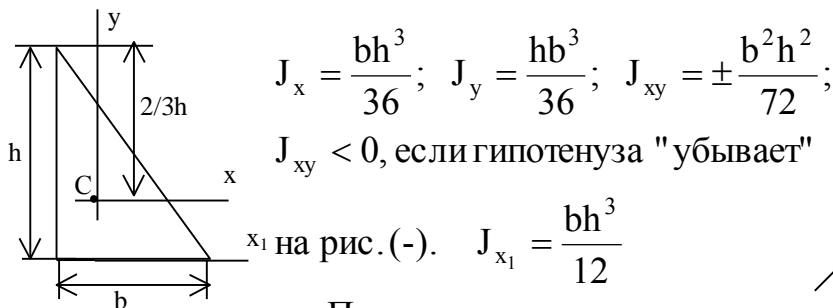 y
J_x = bh³/36; J_y = hb³/36; J_xy = ± b²h²/72;
2/3h
J_xy < 0, если гипотенуза "убывает"
h
x
C
x₁ на рис. (-). J_x₁ = bh³/12
b